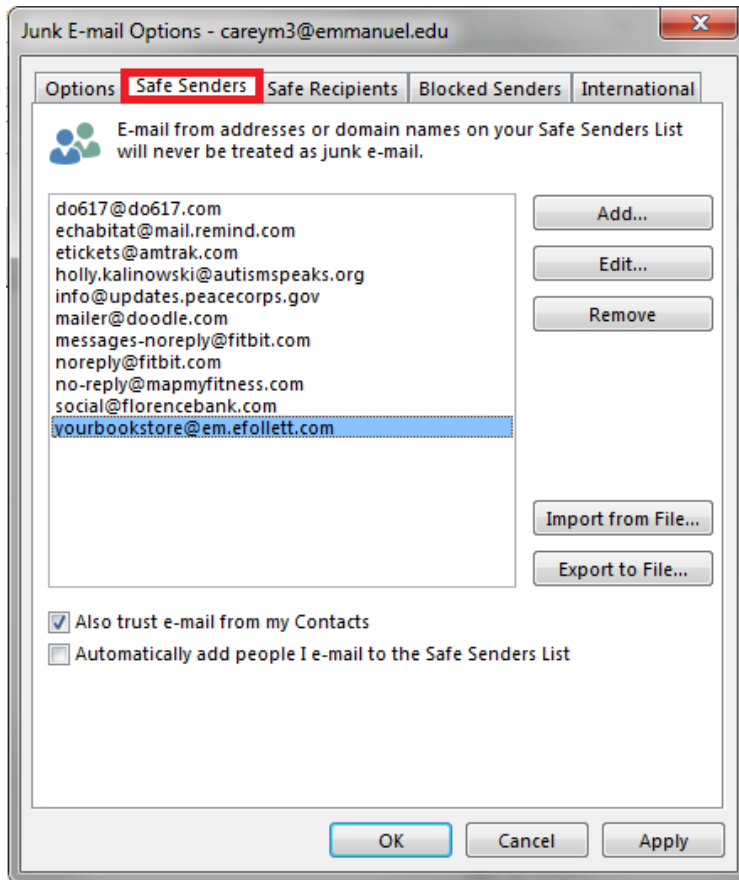 Junk E-mail Options - careym3@emmanuel.edu
Options Safe Senders Safe Recipients Blocked Senders International
E-mail from addresses or domain names on your Safe Senders List
will never be treated as junk e-mail.
do617@do617.com
echabitat@mail.remind.com
etickets@amtrak.com
holly.kalinowski@autismspeaks.org
info@updates.peacecorps.gov
mailer@doodle.com
messages-noreply@fitbit.com
noreply@fitbit.com
no-reply@mapmyfitness.com
social@florencebank.com
yourbookstore@em.efollett.com
Add...
Edit...
Remove
Import from File...
Export to File...
Also trust e-mail from my Contacts
Automatically add people I e-mail to the Safe Senders List
OK Cancel Apply